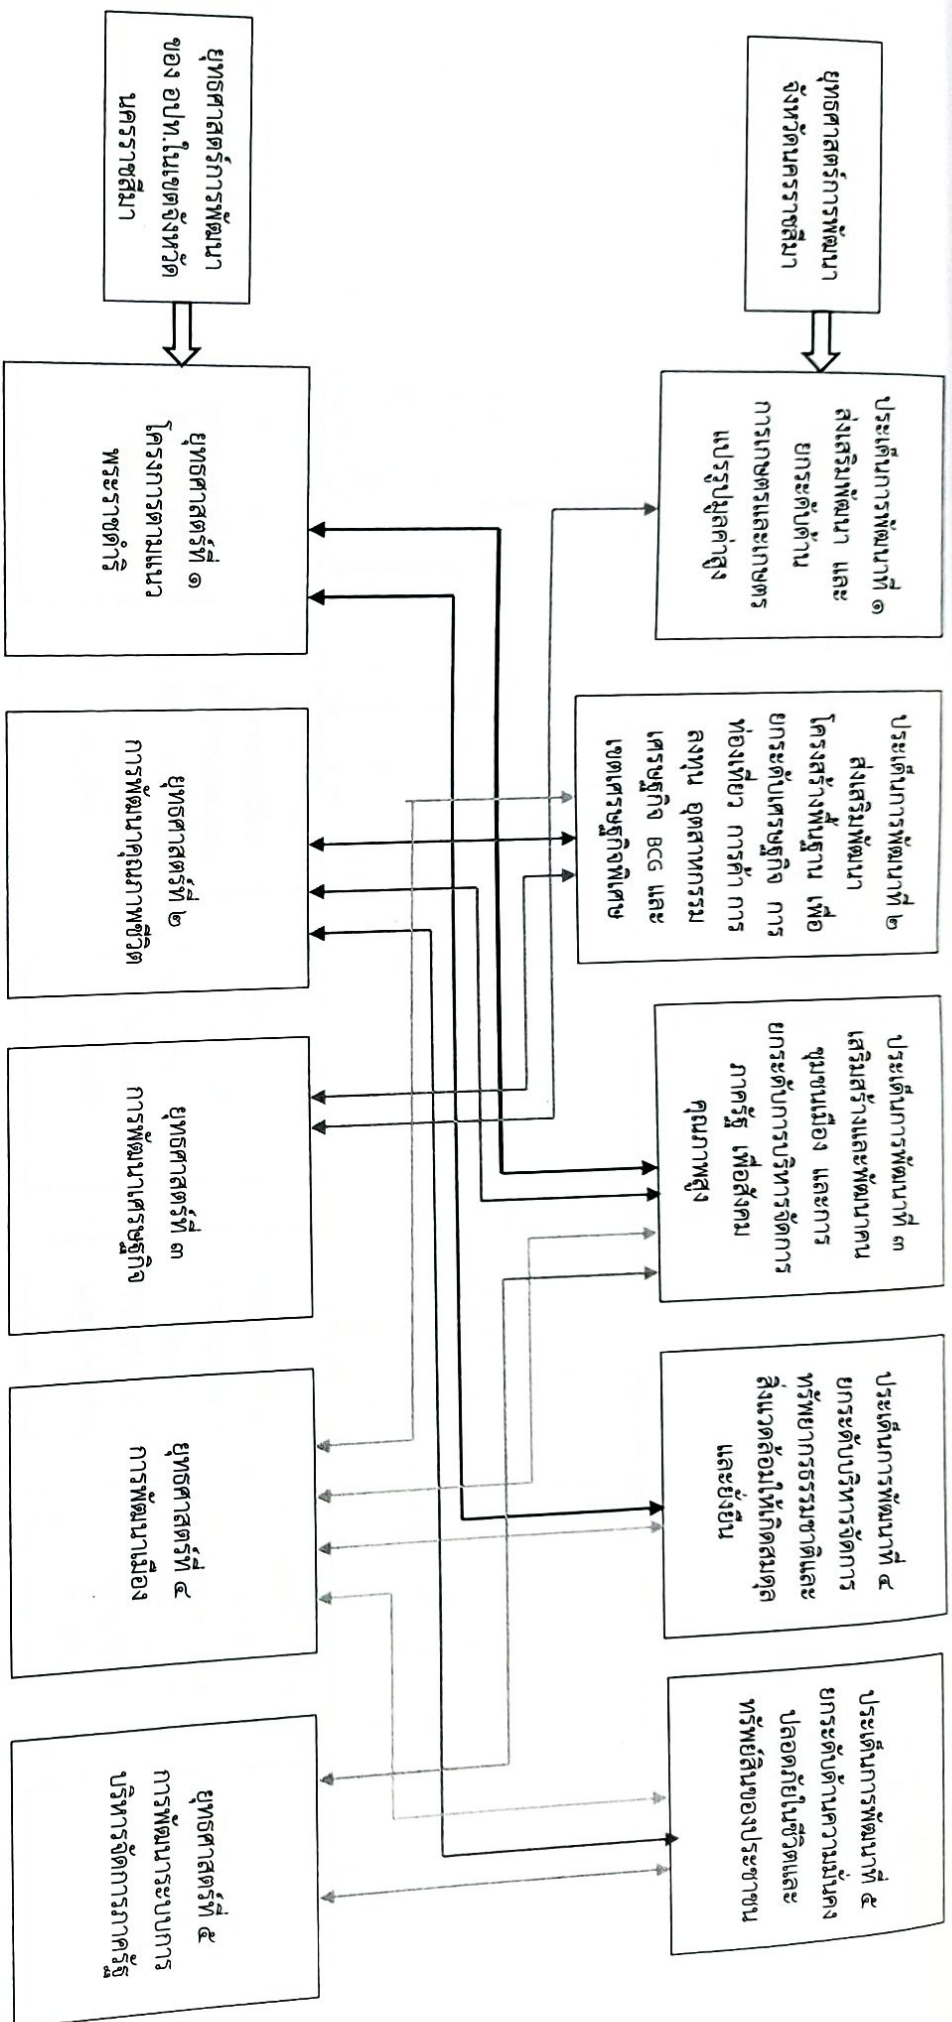 ยุทธศาสตร์การพัฒนา
จังหวัดนครราชสีมา
ประเด็นการพัฒนาที่ ๑
ส่งเสริมพัฒนา และ
ยกระดับด้าน
การเกษตรและเกษตร
แปรรูปมูลค่าสูง
ประเด็นการพัฒนาที่ ๒
ส่งเสริมพัฒนา
โครงสร้างพื้นฐาน เพื่อ
ยกระดับเศรษฐกิจ การ
ท่องเที่ยว การค้า การ
ลงทุน อุตสาหกรรม
เศรษฐกิจ BCG และ
เขตเศรษฐกิจพิเศษ
ประเด็นการพัฒนาที่ ๓
เสริมสร้างและพัฒนาคน
ชุมชนเมือง และการ
ยกระดับการบริหารจัดการ
ภาครัฐ เพื่อสังคม
คุณภาพสูง
ประเด็นการพัฒนาที่ ๔
ยกระดับบริหารจัดการ
ทรัพยากรธรรมชาติและ
สิ่งแวดล้อมให้เกิดสมดุล
และยั่งยืน
ประเด็นการพัฒนาที่ ๕
ยกระดับด้านความมั่นคง
ปลอดภัยในชีวิตและ
ทรัพย์สินของประชาชน
ยุทธศาสตร์การพัฒนา
ของ อปท.ในเขตจังหวัด
นครราชสีมา
ยุทธศาสตร์ที่ ๑
โครงการตามแนว
พระราชดำริ
ยุทธศาสตร์ที่ ๒
การพัฒนาคุณภาพชีวิต
ยุทธศาสตร์ที่ ๓
การพัฒนาเศรษฐกิจ
ยุทธศาสตร์ที่ ๔
การพัฒนาเมือง
ยุทธศาสตร์ที่ ๕
การพัฒนาระบบการ
บริหารจัดการภาครัฐ